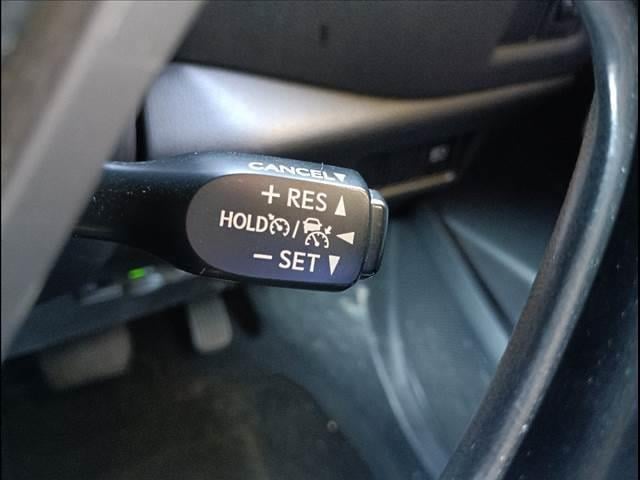 CANCEL
+ RES
HOLD /
− SET